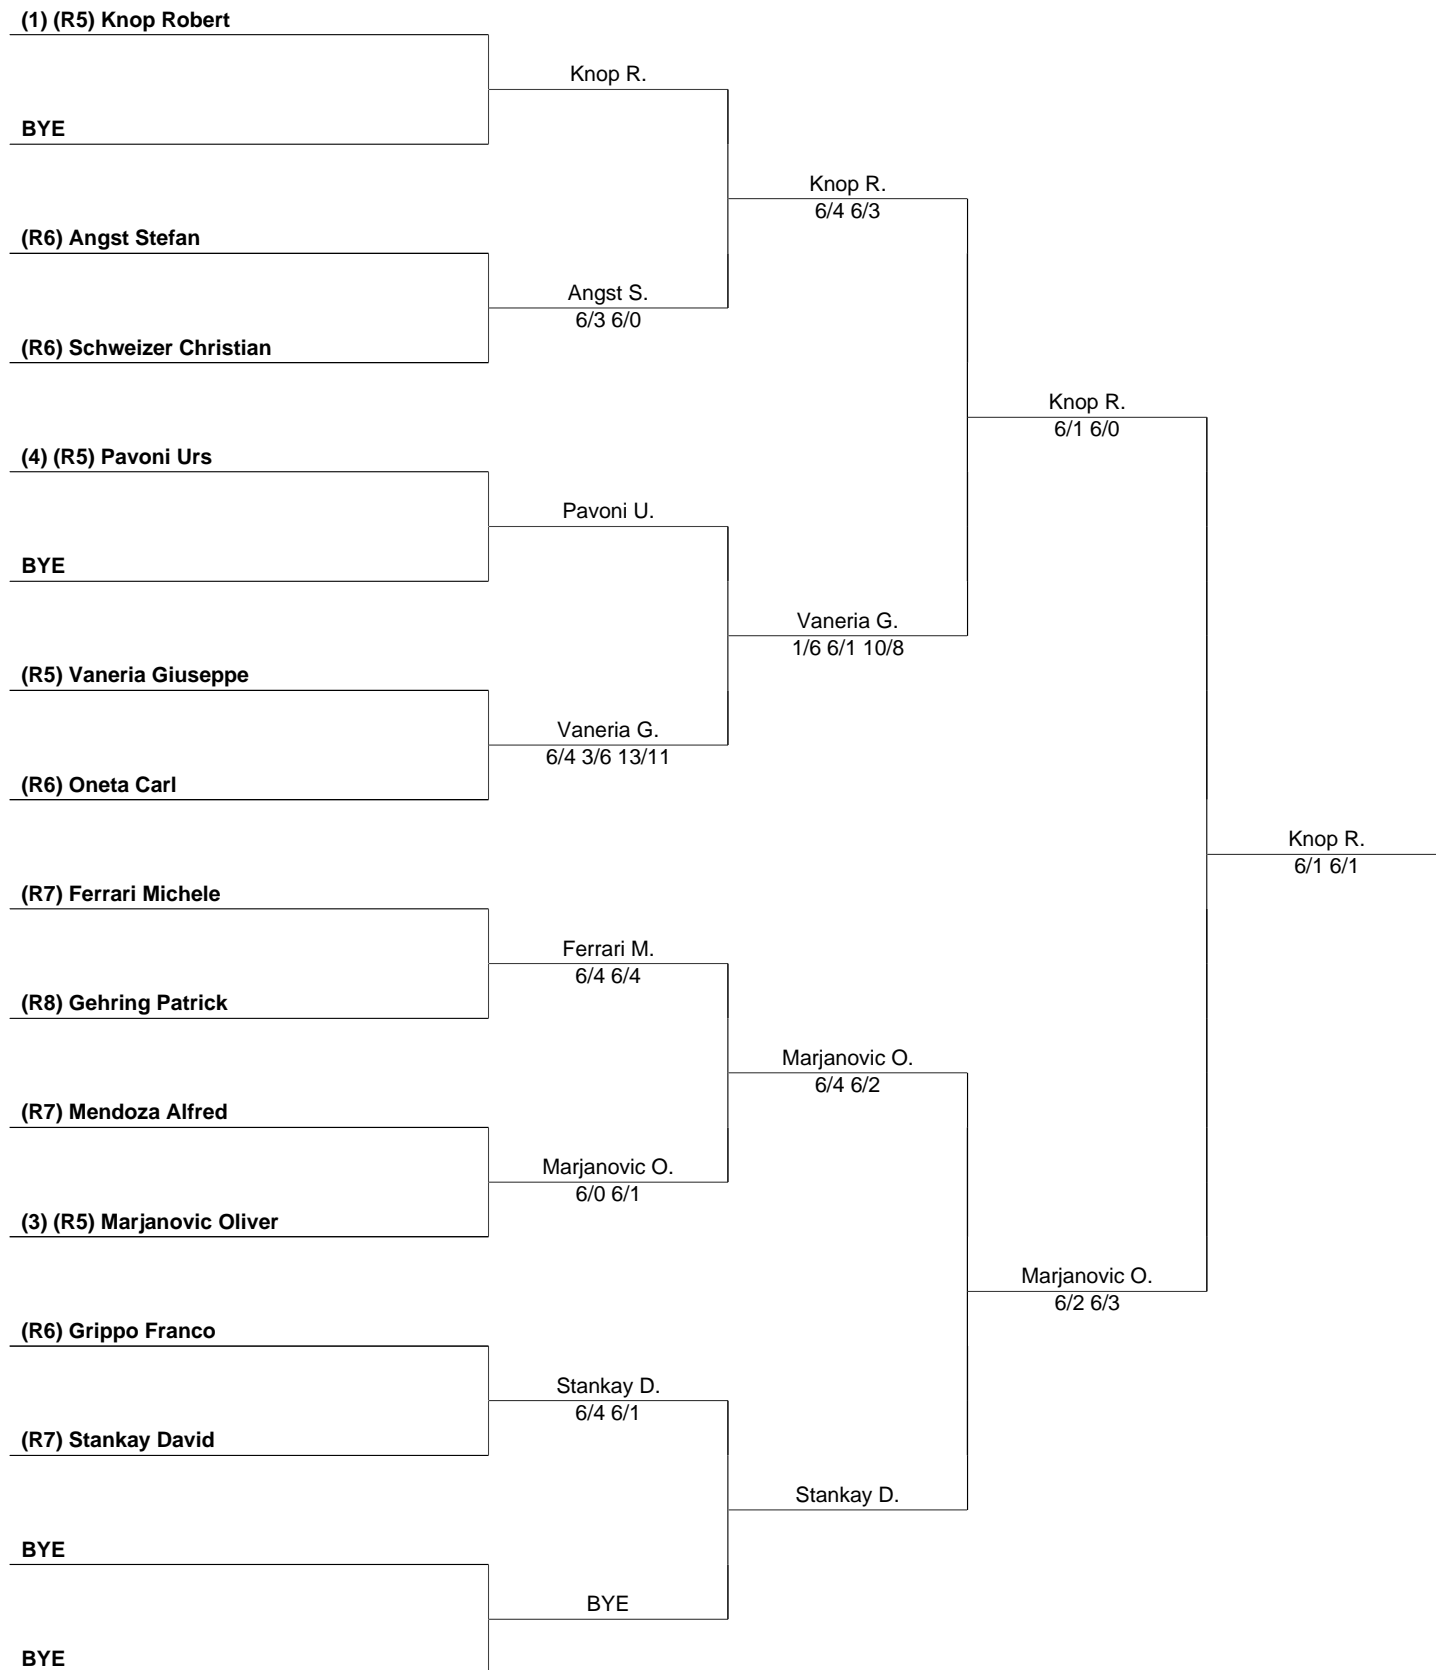 (1) (R5) Knop Robert
Knop R.
BYE
Knop R.
6/4 6/3
(R6) Angst Stefan
Angst S.
6/3 6/0
(R6) Schweizer Christian
Knop R.
6/1 6/0
(4) (R5) Pavoni Urs
Pavoni U.
BYE
Vaneria G.
1/6 6/1 10/8
(R5) Vaneria Giuseppe
Vaneria G.
6/4 3/6 13/11
(R6) Oneta Carl
Knop R.
6/1 6/1
(R7) Ferrari Michele
Ferrari M.
6/4 6/4
(R8) Gehring Patrick
Marjanovic O.
6/4 6/2
(R7) Mendoza Alfred
Marjanovic O.
6/0 6/1
(3) (R5) Marjanovic Oliver
Marjanovic O.
6/2 6/3
(R6) Grippo Franco
Stankay D.
6/4 6/1
(R7) Stankay David
Stankay D.
BYE
BYE
BYE